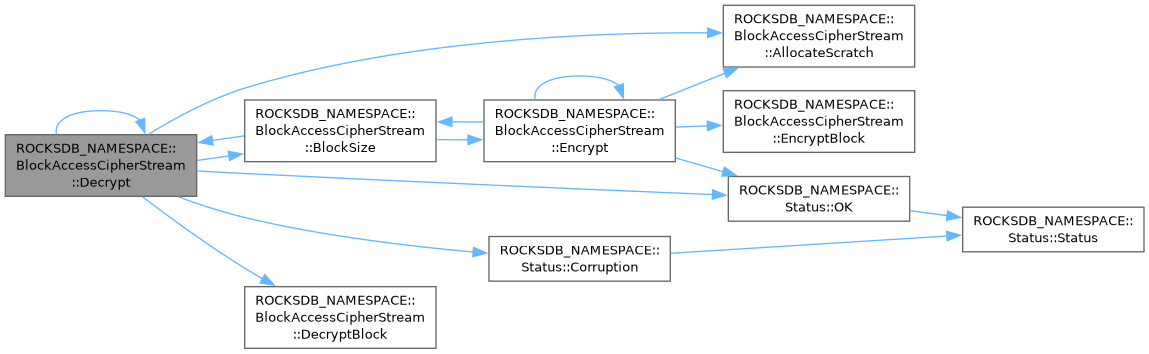 ROCKSDB_NAMESPACE::
BlockAccessCipherStream
::Decrypt
ROCKSDB_NAMESPACE::
BlockAccessCipherStream
::BlockSize
ROCKSDB_NAMESPACE::
BlockAccessCipherStream
::Encrypt
ROCKSDB_NAMESPACE::
BlockAccessCipherStream
::AllocateScratch
ROCKSDB_NAMESPACE::
BlockAccessCipherStream
::EncryptBlock
ROCKSDB_NAMESPACE::
Status::OK
ROCKSDB_NAMESPACE::
Status::Status
ROCKSDB_NAMESPACE::
Status::Corruption
ROCKSDB_NAMESPACE::
BlockAccessCipherStream
::DecryptBlock